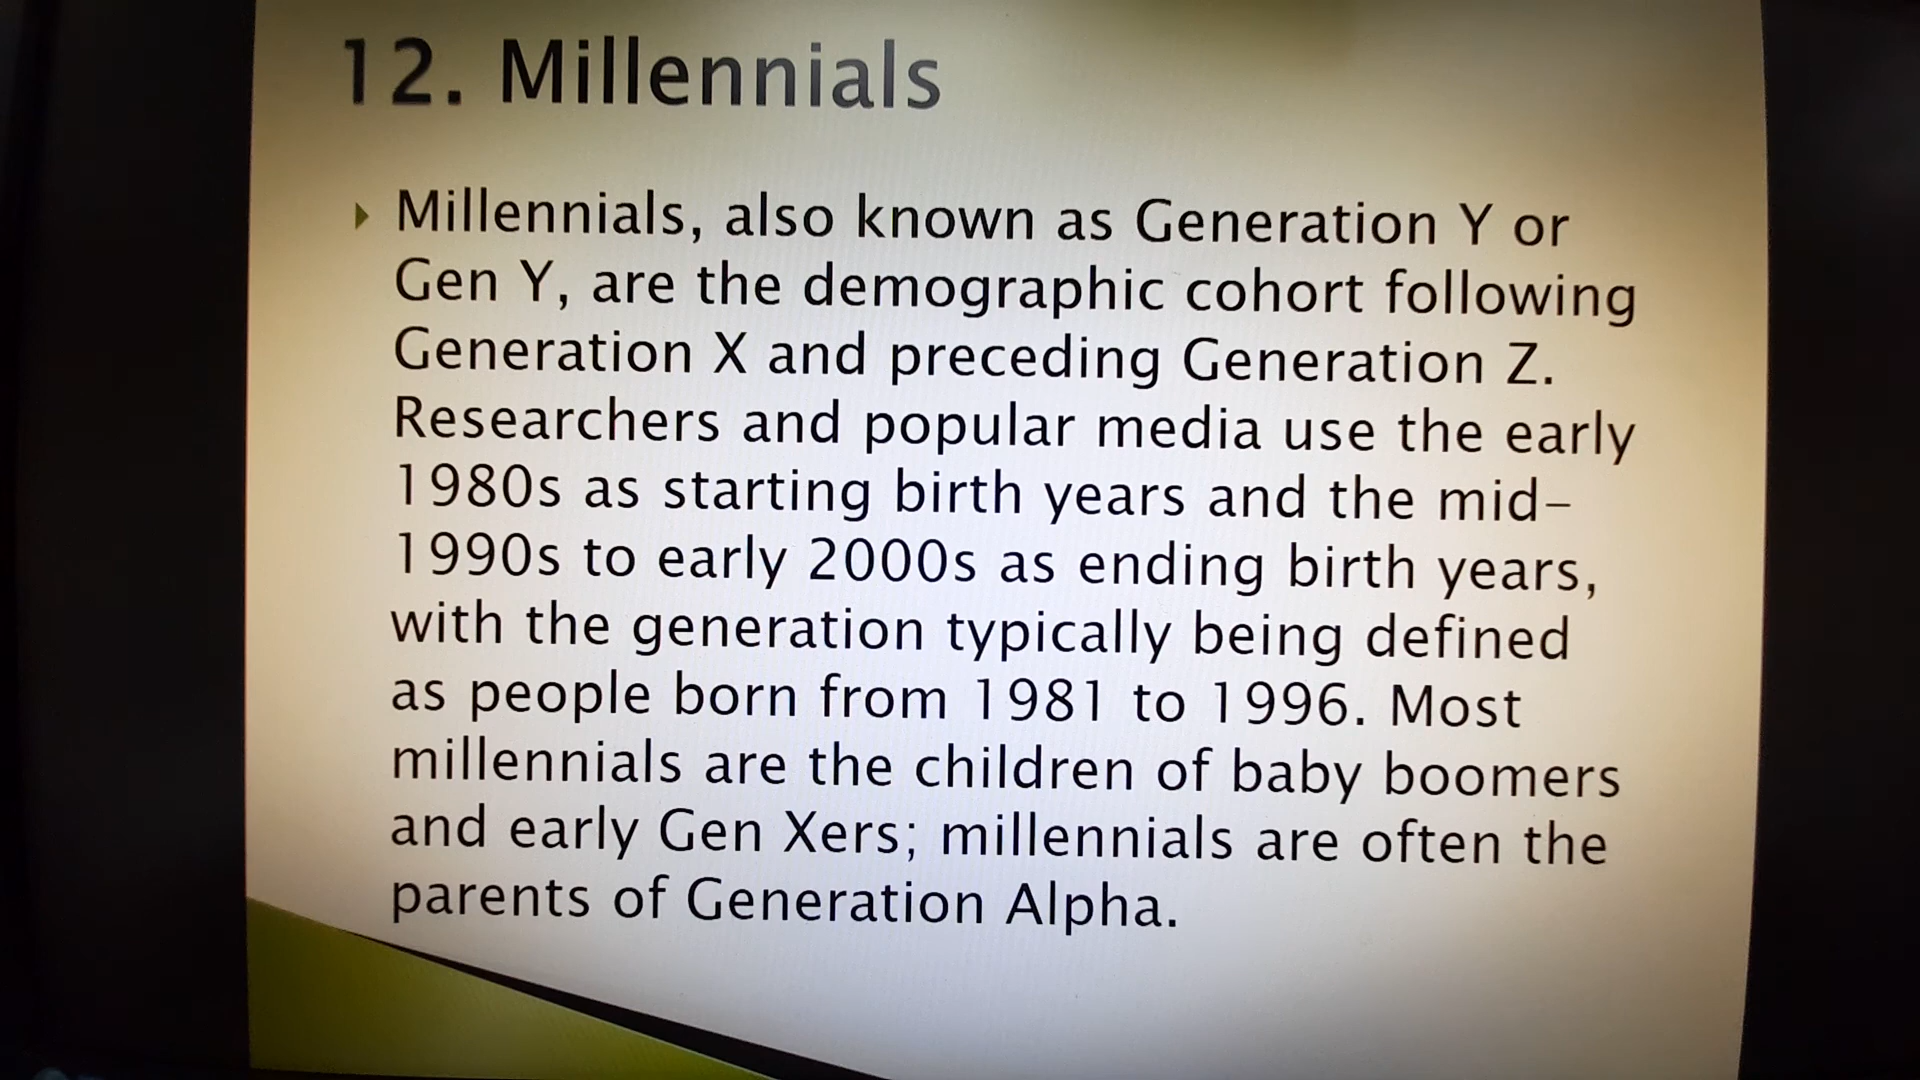 12. Millennials
Millennials, also known as Generation Y or
Gen Y, are the demographic cohort following
Generation X and preceding Generation Z.
Researchers and popular media use the early
1980s as starting birth years and the mid-
1990s to early 2000s as ending birth years,
with the generation typically being defined
as people born from 1981 to 1996. Most
millennials are the children of baby boomers
and early Gen Xers; millennials are often the
parents of Generation Alpha.